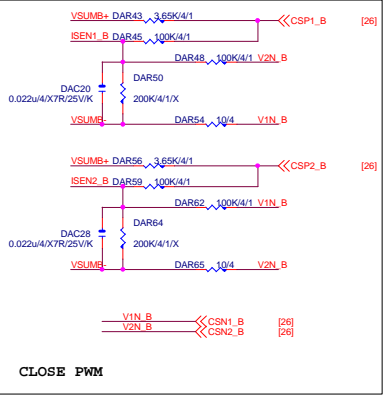 VSUMB+ DAR43 3.65K/4/1 CSP1_B [26]
ISEN1_B DAR45 100K/4/1
DAR48 100K/4/1 V2N_B
DAC20 DAR50
0.022u/4/X7R/25V/K 200K/4/1/X
VSUMB- DAR54 10/4 V1N_B
VSUMB+ DAR56 3.65K/4/1 CSP2_B [26]
ISEN2_B DAR59 100K/4/1
DAR62 100K/4/1 V1N_B
DAR64
DAC28
0.022u/4/X7R/25V/K 200K/4/1/X
VSUMB- DAR65 10/4 V2N_B
V1N_B CSN1_B [26]
V2N_B CSN2_B [26]
CLOSE PWM